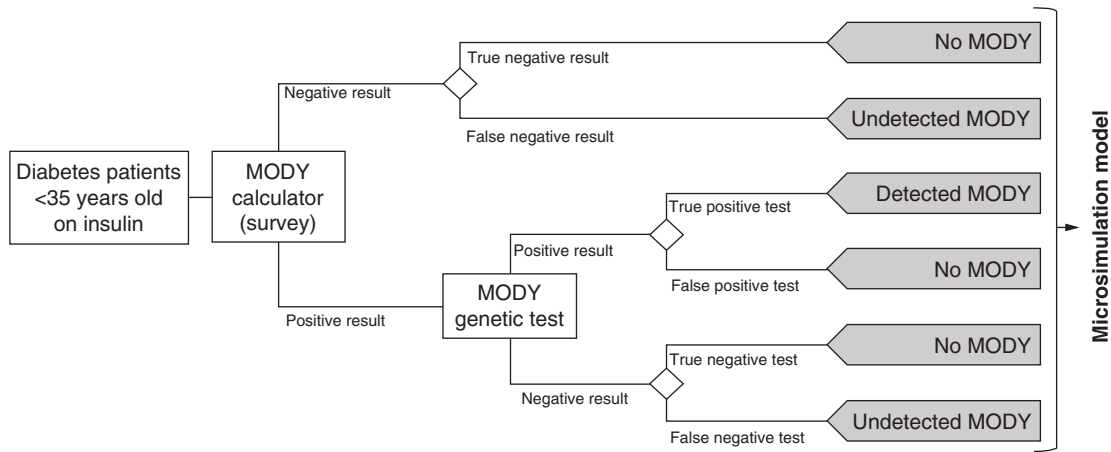 Diabetes patients
<35 years old
on insulin
MODY
calculator
(survey)
Negative result
True negative result
No MODY
False negative result
Undetected MODY
Positive result
MODY
genetic test
Positive result
True positive test
Detected MODY
False positive test
No MODY
Negative result
True negative test
No MODY
False negative test
Undetected MODY
Microsimulation model